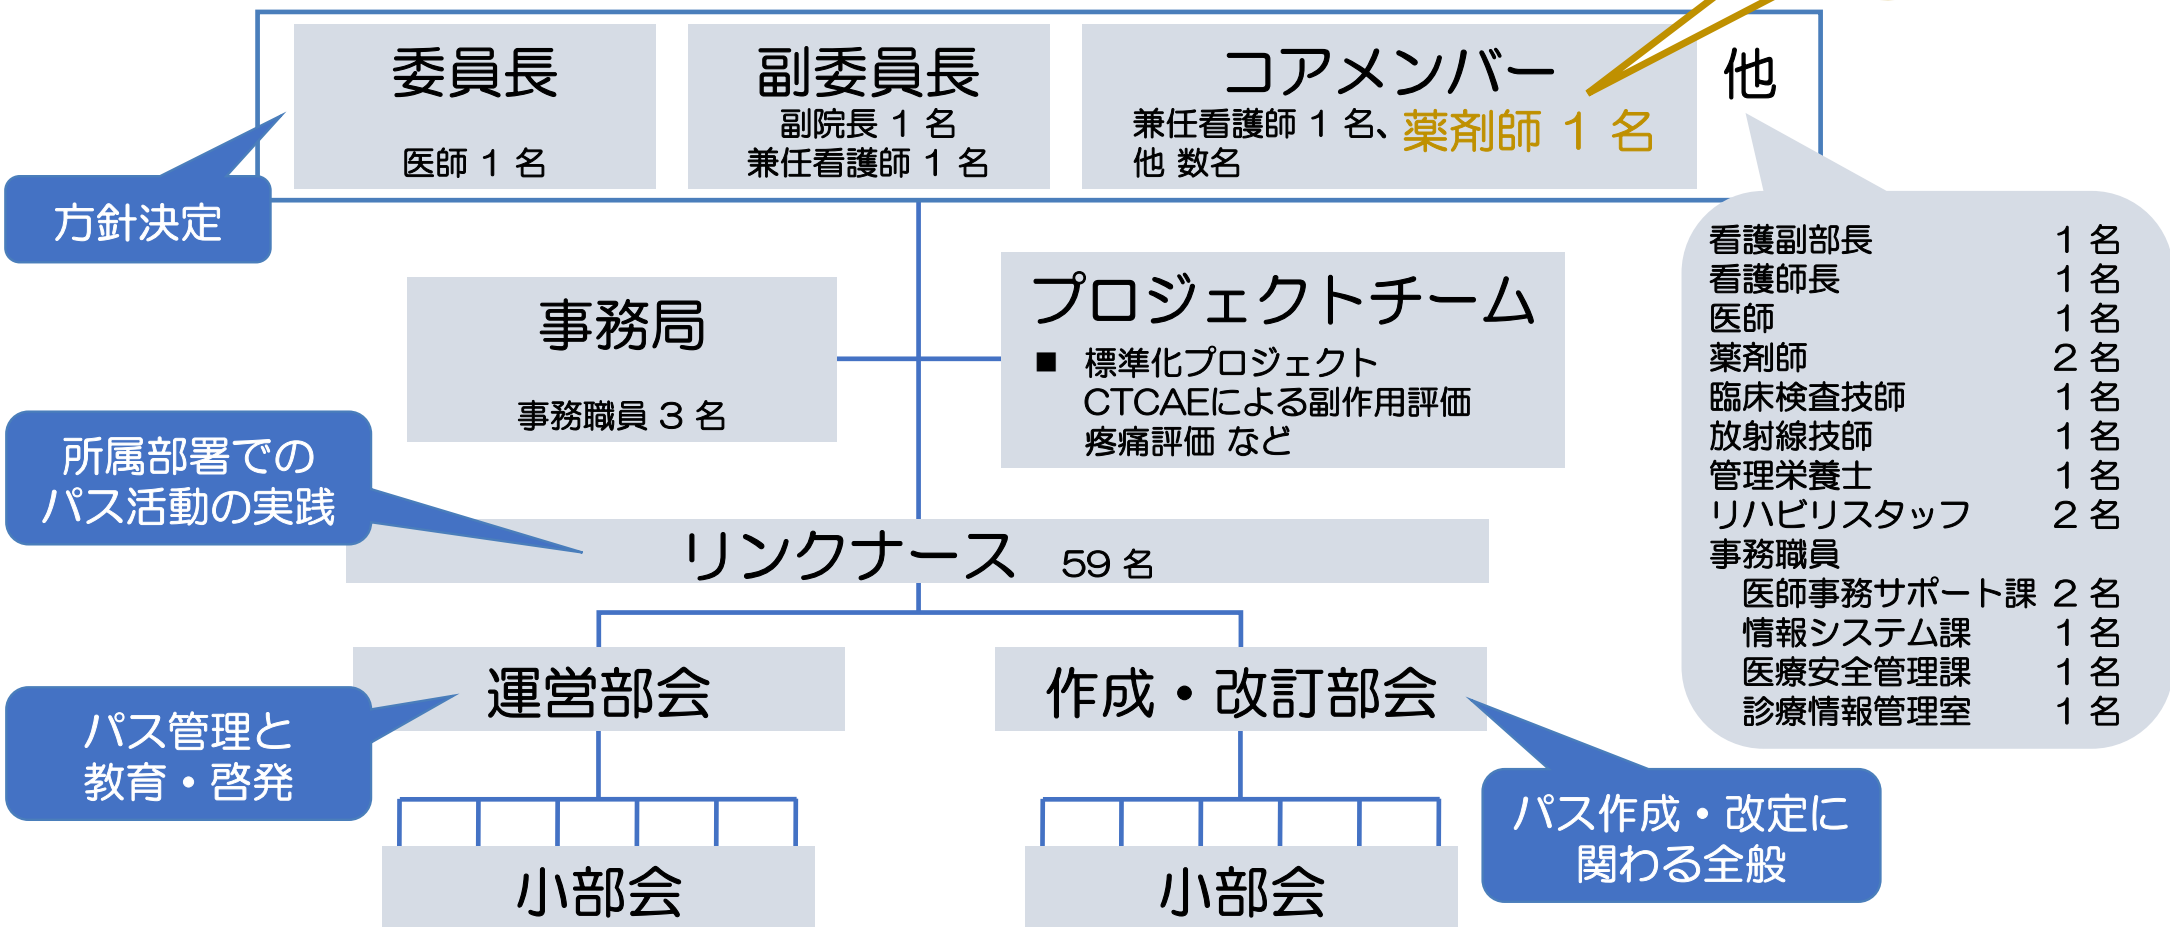 委員長
医師 1 名
副委員長
副院長 1 名
兼任看護師 1 名
コアメンバー
兼任看護師 1 名、薬剤師 1 名
他 数名
他
方針決定
看護副部長 1 名
看護師長 1 名
医師 1 名
薬剤師 2 名
臨床検査技師 1 名
放射線技師 1 名
管理栄養士 1 名
リハビリスタッフ 2 名
事務職員
医師事務サポート課 2 名
情報システム課 1 名
医療安全管理課 1 名
診療情報管理室 1 名
事務局
事務職員 3 名
プロジェクトチーム
■ 標準化プロジェクト
CTCAEによる副作用評価
疼痛評価 など
所属部署での
パス活動の実践
リンクナース 59 名
運営部会
作成・改訂部会
パス管理と
教育・啓発
パス作成・改定に
関わる全般
小部会
小部会